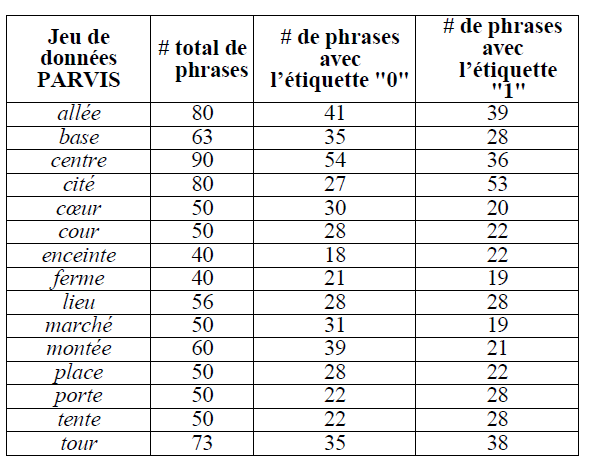 Jeu de données PARVIS | # total de phrases | # de phrases avec l’étiquette "0" | # de phrases avec l’étiquette "1"
allée | 80 | 41 | 39
base | 63 | 35 | 28
centre | 90 | 54 | 36
cité | 80 | 27 | 53
cœur | 50 | 30 | 20
cour | 50 | 28 | 22
enceinte | 40 | 18 | 22
ferme | 40 | 21 | 19
lieu | 56 | 28 | 28
marché | 50 | 31 | 19
montée | 60 | 39 | 21
place | 50 | 28 | 22
porte | 50 | 22 | 28
tente | 50 | 22 | 28
tour | 73 | 35 | 38